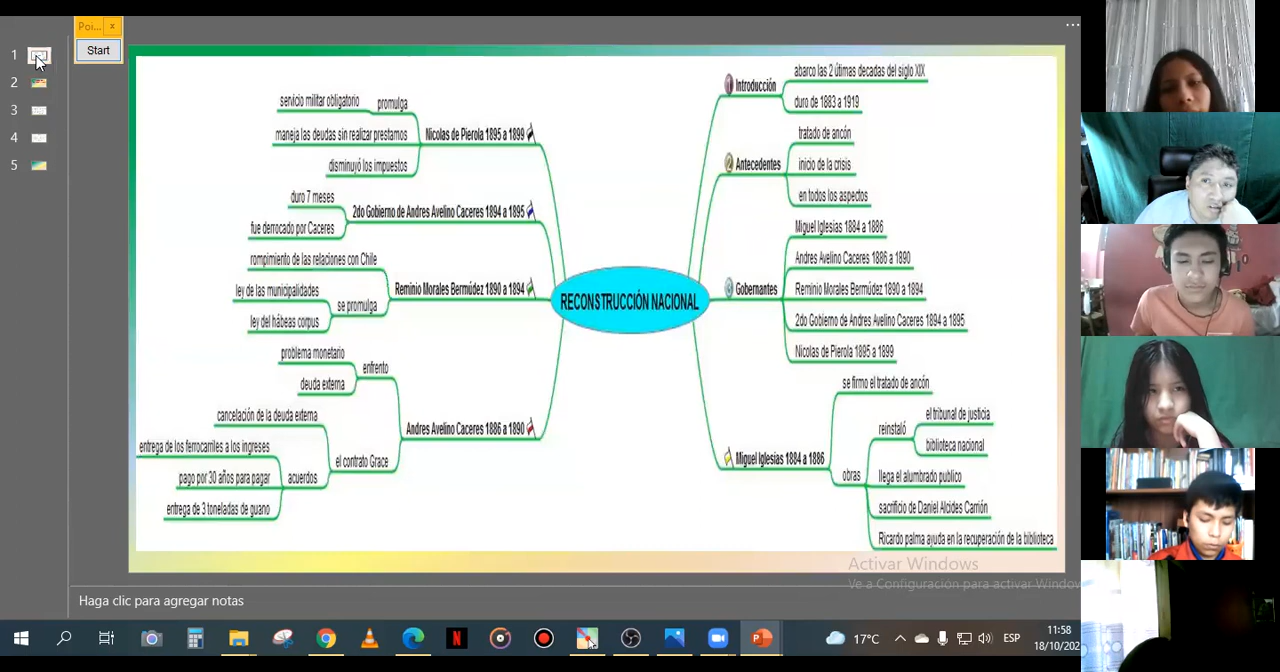 Poi... x
Start
1
2
3
4
5
RECONSTRUCCIÓN NACIONAL
Introducción
abarco las 2 útimas decadas del siglo XIX
duro de 1883 a 1919
Antecedentes
tratado de ancón
inicio de la crisis
en todos los aspectos
Gobernantes
Miguel Iglesias 1884 a 1886
Andres Avelino Caceres 1886 a 1890
Reminio Morales Bermúdez 1890 a 1894
2do Gobierno de Andres Avelino Caceres 1894 a 1895
Nicolas de Pierola 1885 a 1899
Miguel Iglesias 1884 a 1886
se firmo el tratado de ancón
obras
reinstaló
el tribunal de justicia
biblioteca nacional
llega el alumbrado publico
sacrificio de Daniel Alcides Carrión
Ricardo palma ayuda en la recuperación de la biblioteca
Nicolas de Pierola 1895 a 1899
promulga
servicio militar obligatorio
maneja las deudas sin realizar prestamos
disminuyó los impuestos
2do Gobierno de Andres Avelino Caceres 1894 a 1895
duro 7 meses
fue derrocado por Caceres
Reminio Morales Bermúdez 1890 a 1894
rompimiento de las relaciones con Chile
se promulga
ley de las municipalidades
ley del hábeas corpus
Andres Avelino Caceres 1886 a 1890
enfrento
problema monetario
deuda externa
el contrato Grace
cancelación de la deuda externa
acuerdos
entrega de los ferrocarriles a los ingreses
pago por 30 años para pagar
entrega de 3 toneladas de guano
Activar Windows
Ve a Configuración para activar Window
Haga clic para agregar notas
17°C
ESP
11:58
18/10/202